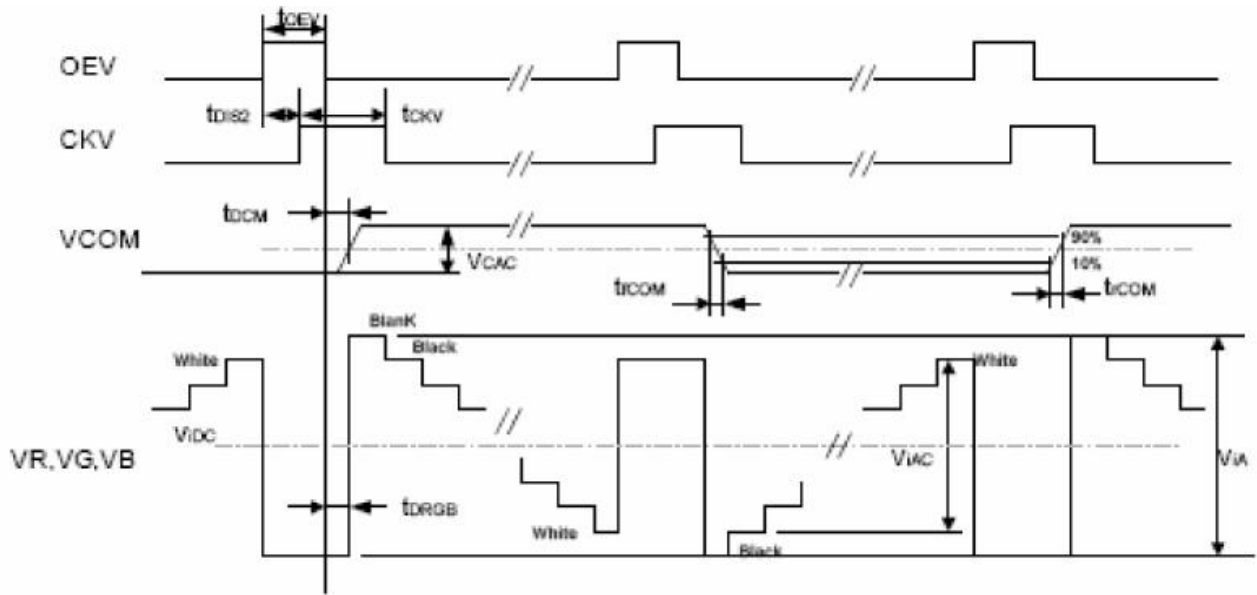 tOEV
OEV
tDIS2
tCKV
CKV
tDCM
VCOM
VCAC
90%
10%
tfCOM
trCOM
BlanK
White
Black
White
ViDC
VR,VG,VB
ViAC
ViA
tDRGB
White
Black